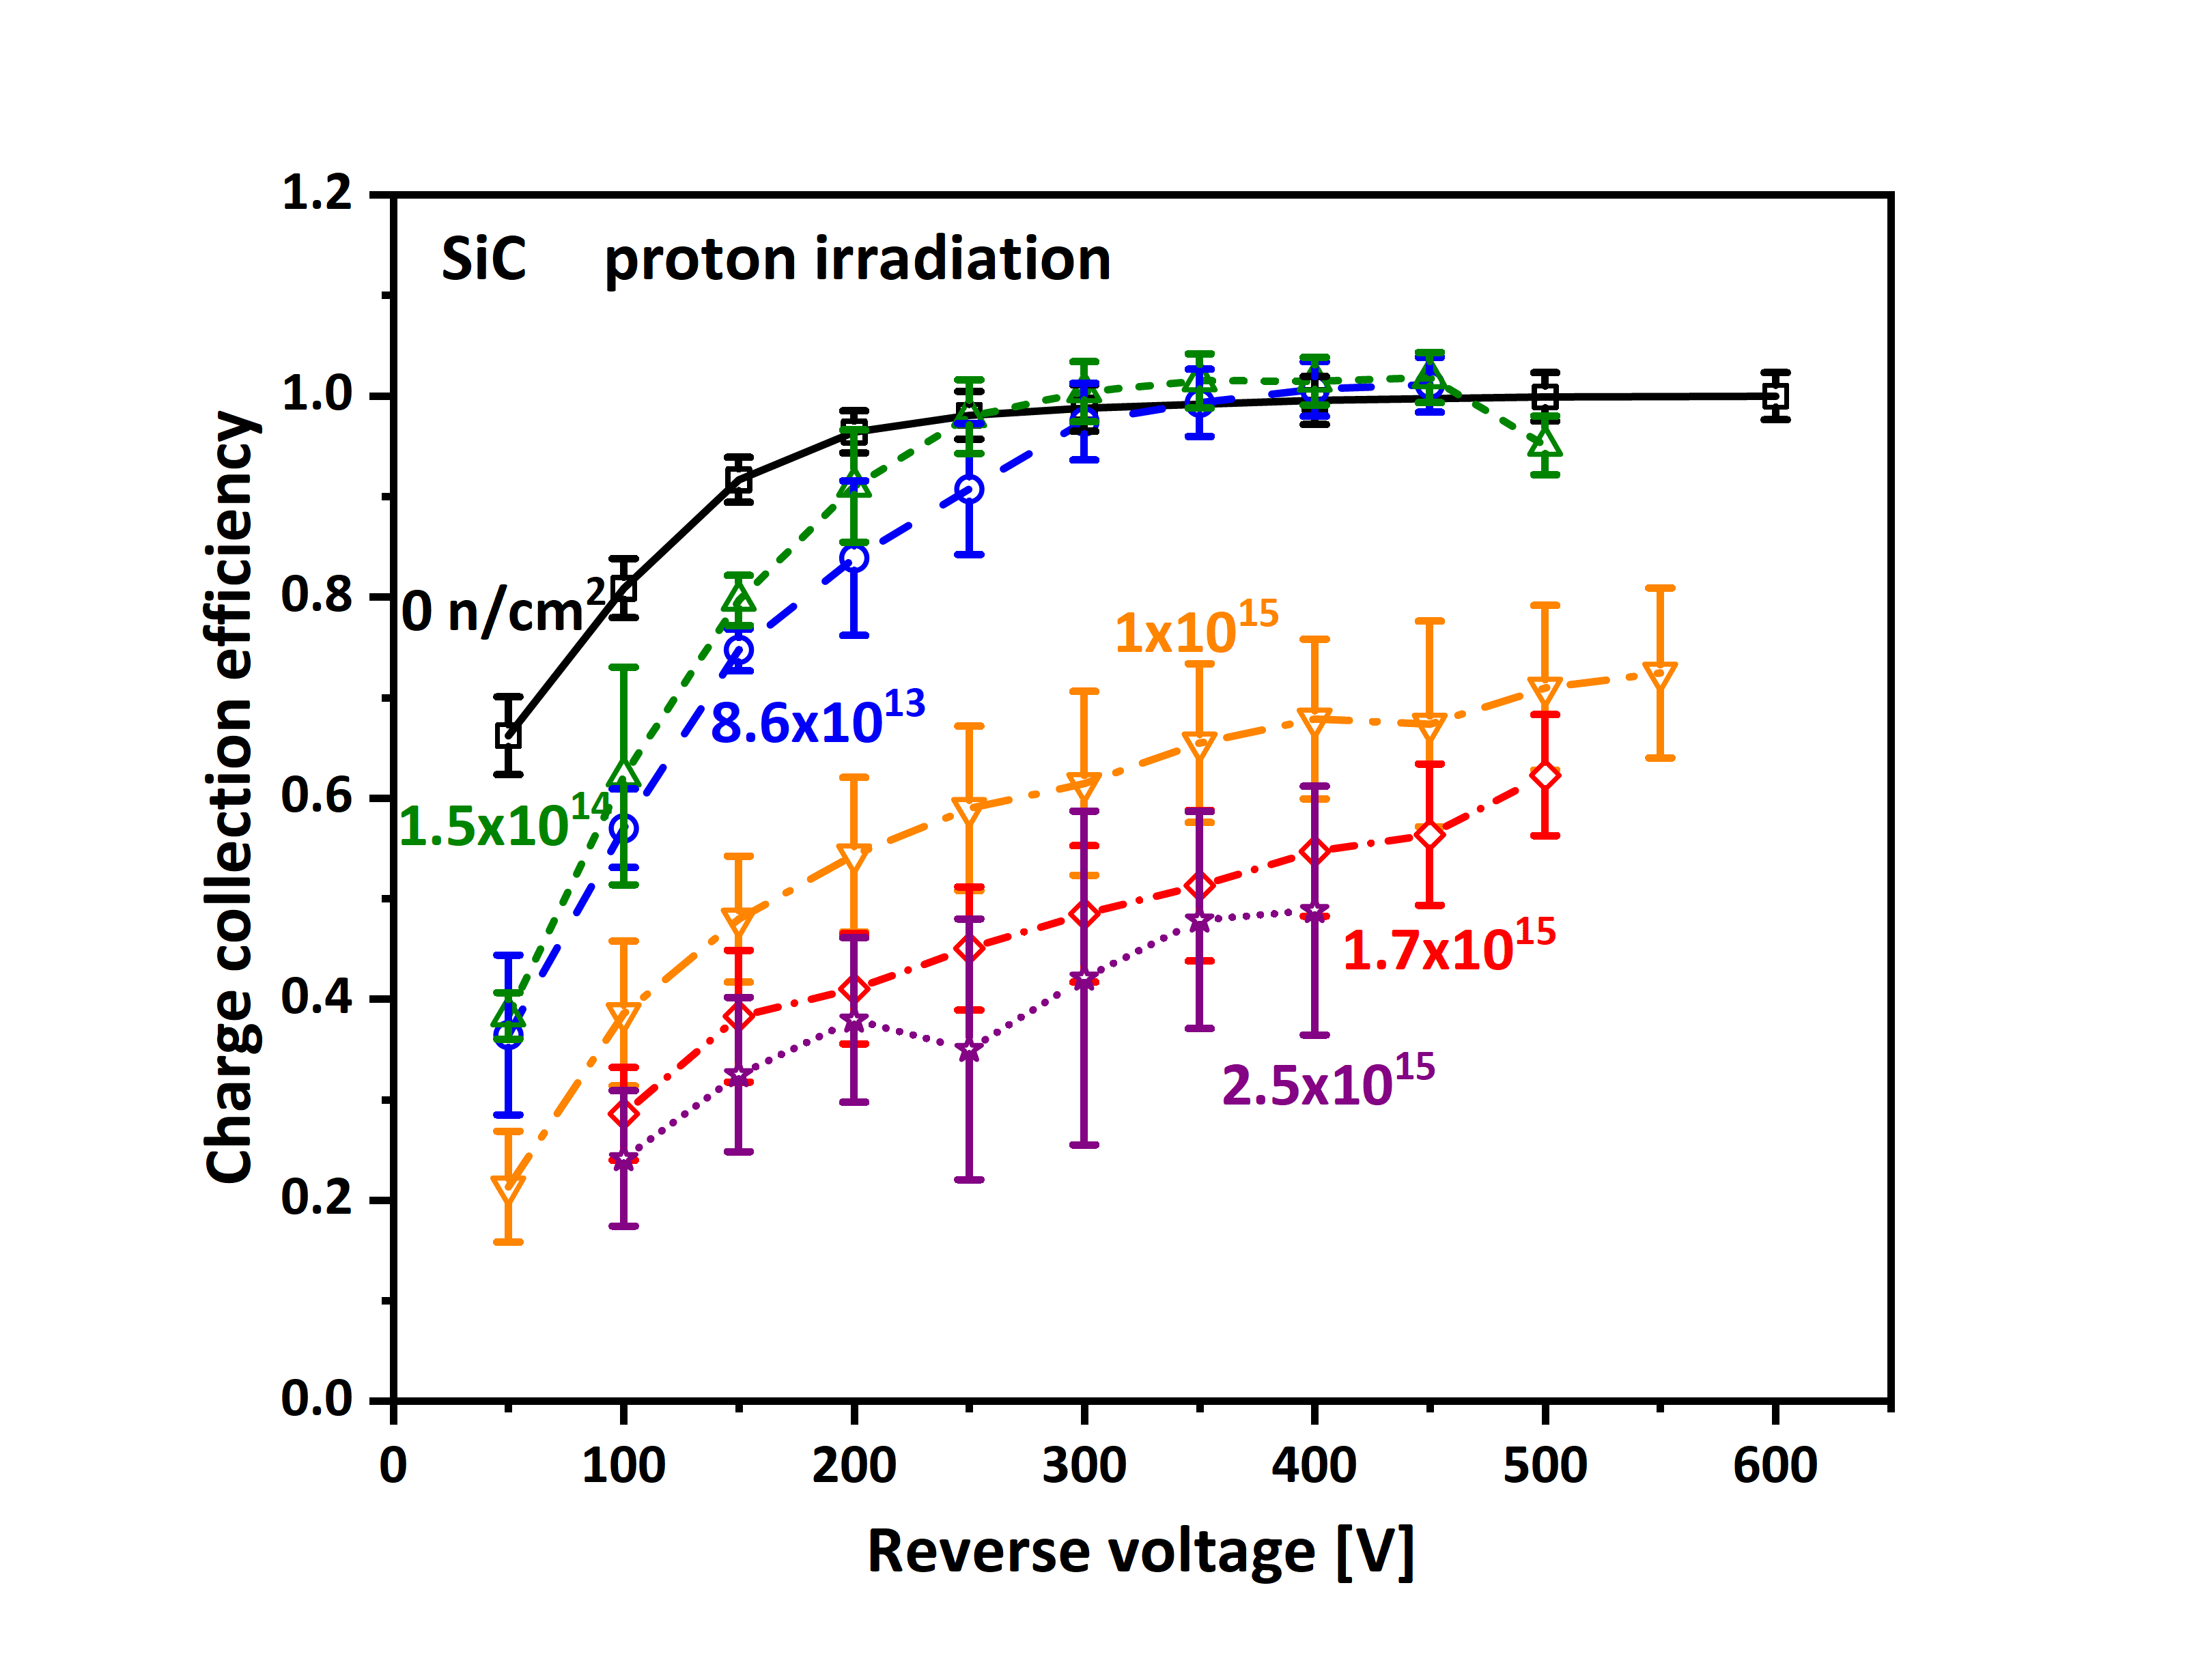 1.2
SiC proton irradiation
1.0
0.8
0 n/cm²
1x10¹⁵
8.6x10¹³
0.6
1.5x10¹⁴
1.7x10¹⁵
0.4
2.5x10¹⁵
0.2
0.0
Charge collection efficiency
0 100 200 300 400 500 600
Reverse voltage [V]